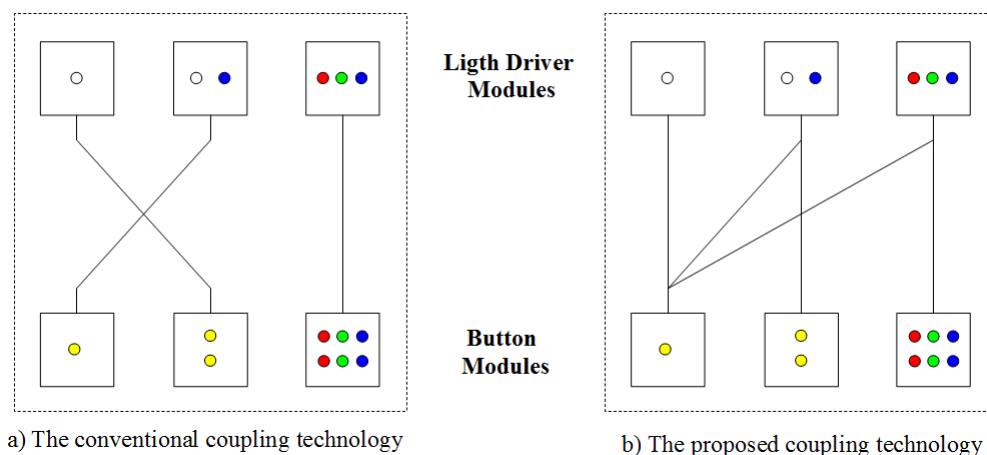 Ligth Driver
Modules
Button
Modules
a) The conventional coupling technology
b) The proposed coupling technology